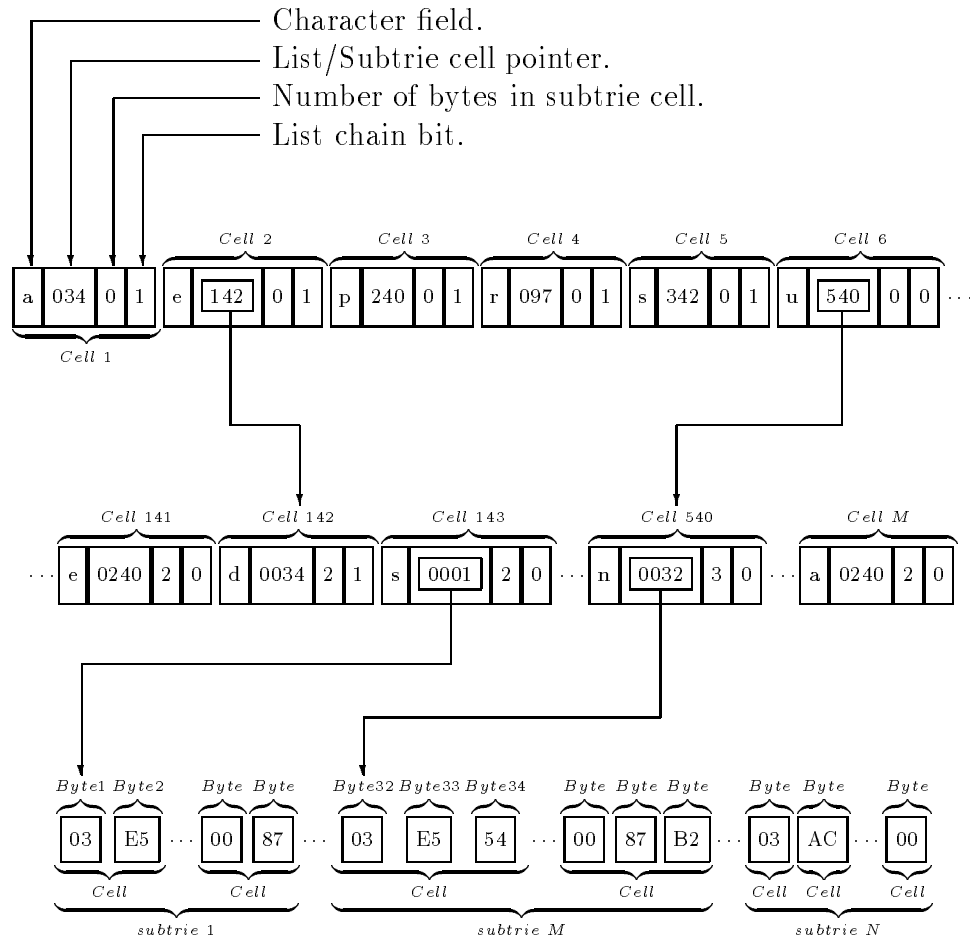 Character field.
List/Subtrie cell pointer.
Number of bytes in subtrie cell.
List chain bit.
Cell 2 Cell 3 Cell 4 Cell 5 Cell 6
a 034 0 1 e 142 0 1 p 240 0 1 r 097 0 1 s 342 0 1 u 540 0 0 ...
Cell 1
Cell 141 Cell 142 Cell 143 Cell 540 Cell M
... e 0240 2 0 d 0034 2 1 s 0001 2 0 ... n 0032 3 0 ... a 0240 2 0
Byte1 Byte2 Byte Byte Byte32 Byte33 Byte34 Byte Byte Byte Byte Byte Byte
03 E5 ... 00 87 ... 03 E5 54 ... 00 87 B2 ... 03 AC ... 00
Cell Cell Cell Cell Cell Cell Cell
subtrie 1 subtrie M subtrie N